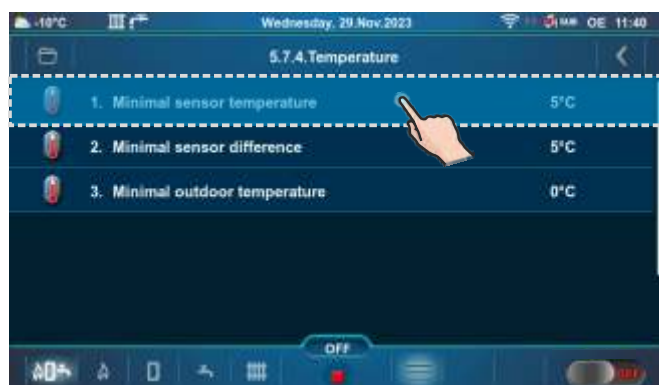 -10°C Wednesday, 29.Nov.2023 OE 11:40
5.7.4.Temperature
1. Minimal sensor temperature 5°C
2. Minimal sensor difference 5°C
3. Minimal outdoor temperature 0°C
OFF
OFF